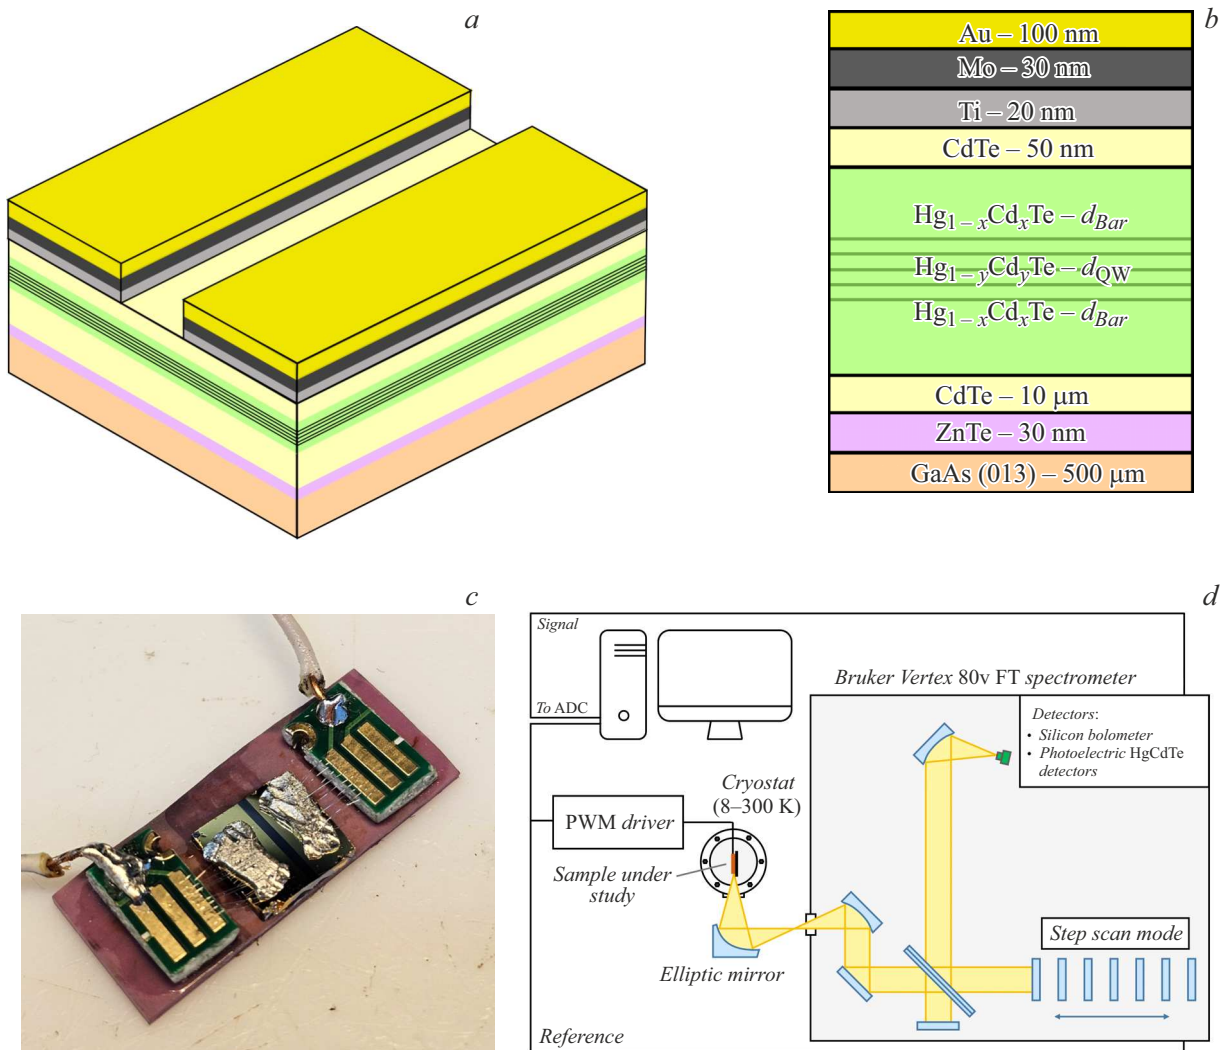 a
b
Au – 100 nm
Mo – 30 nm
Ti – 20 nm
CdTe – 50 nm
Hg1 – xCdxTe – dBar
Hg1 – yCdyTe – dQW
Hg1 – xCdxTe – dBar
CdTe – 10 μm
ZnTe – 30 nm
GaAs (013) – 500 μm
c
d
Signal
To ADC
Bruker Vertex 80v FT spectrometer
Detectors:
• Silicon bolometer
• Photoelectric HgCdTe
detectors
Cryostat
(8–300 K)
PWM driver
Sample under
study
Elliptic mirror
Step scan mode
Reference